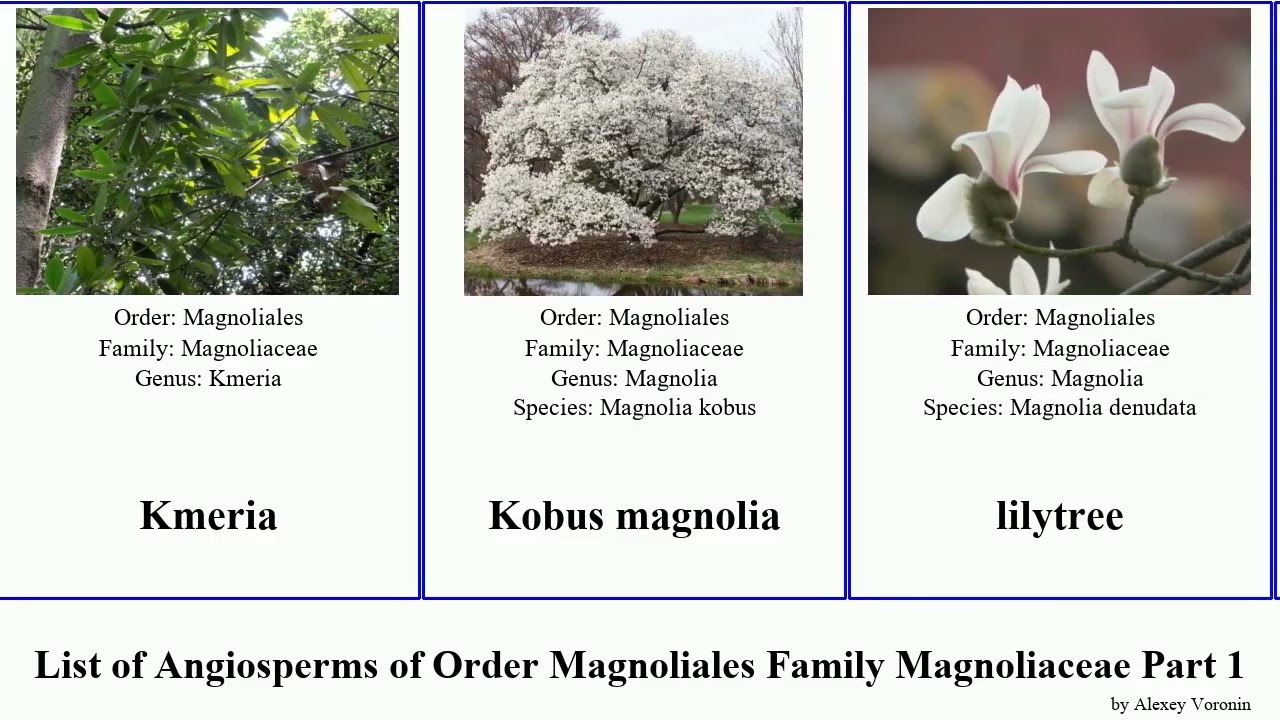 Order: Magnoliales
Family: Magnoliaceae
Genus: Kmeria
Kmeria
Order: Magnoliales
Family: Magnoliaceae
Genus: Magnolia
Species: Magnolia kobus
Kobus magnolia
Order: Magnoliales
Family: Magnoliaceae
Genus: Magnolia
Species: Magnolia denudata
lilytree
List of Angiosperms of Order Magnoliales Family Magnoliaceae Part 1
by Alexey Voronin